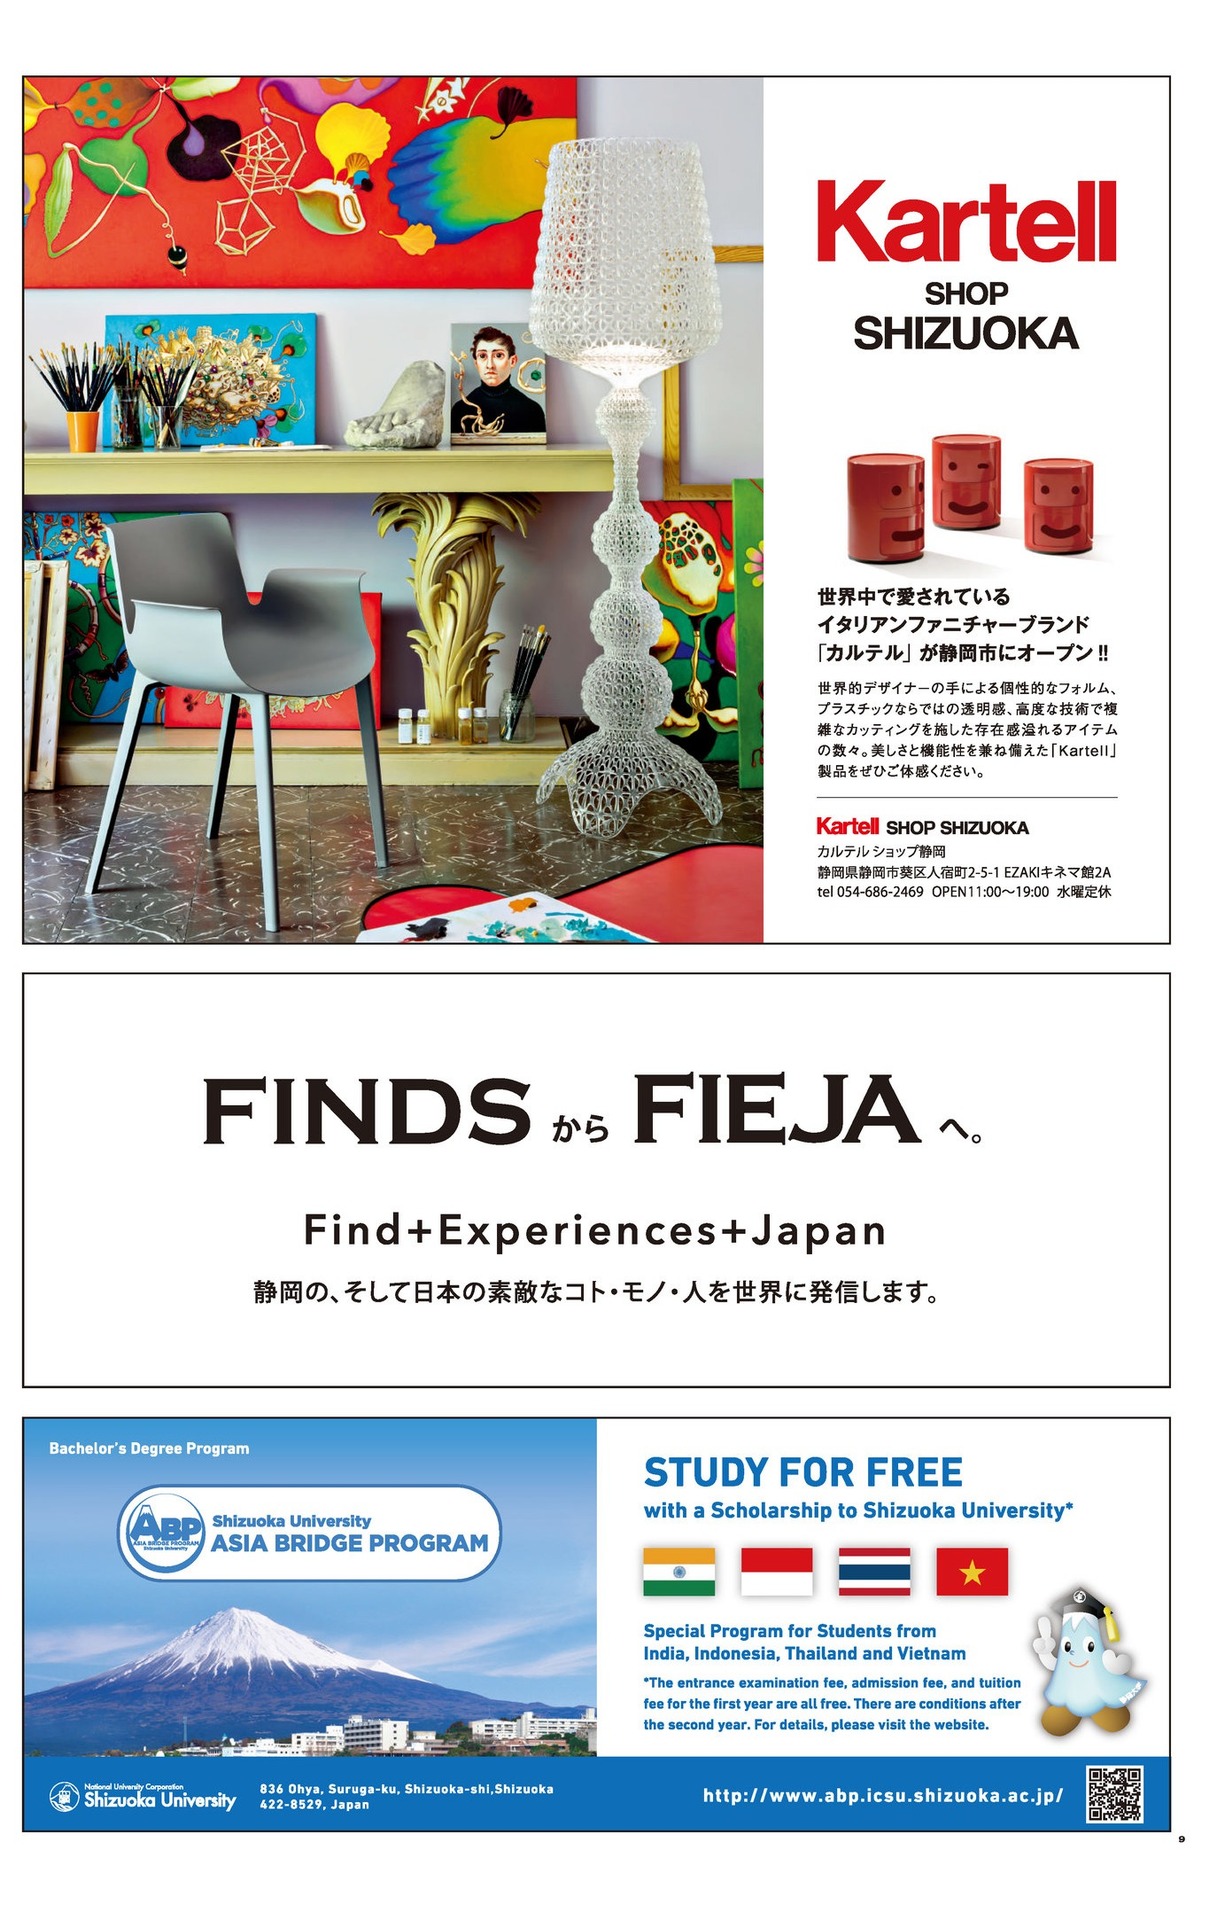 Kartell
SHOP
SHIZUOKA
世界中で愛されている
イタリアンファニチャーブランド
「カルテル」が静岡市にオープン!!
世界的デザイナーの手による個性的なフォルム、
プラスチックならではの透明感、高度な技術で複
雑なカッティングを施した存在感溢れるアイテム
の数々。美しさと機能性を兼ね備えた「Kartell」
製品をぜひご体感ください。
Kartell SHOP SHIZUOKA
カルテル ショップ静岡
静岡県静岡市葵区人宿町2-5-1 EZAKIキネマ館2A
tel 054-686-2469 OPEN11:00〜19:00 水曜定休
FINDS から FIEJA へ。
Find+Experiences+Japan
静岡の、そして日本の素敵なコト・モノ・人を世界に発信します。
Bachelor's Degree Program
ABP
ASIA BRIDGE PROGRAM
Shizuoka University
Shizuoka University
ASIA BRIDGE PROGRAM
STUDY FOR FREE
with a Scholarship to Shizuoka University*
Special Program for Students from
India, Indonesia, Thailand and Vietnam
*The entrance examination fee, admission fee, and tuition
fee for the first year are all free. There are conditions after
the second year. For details, please visit the website.
静岡大学
National University Corporation
Shizuoka University
836 Ohya, Suruga-ku, Shizuoka-shi,Shizuoka
422-8529, Japan
http://www.abp.icsu.shizuoka.ac.jp/
9